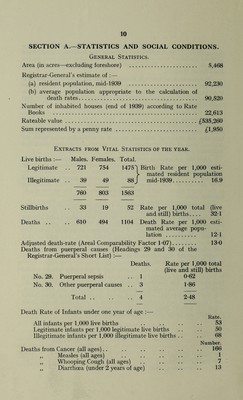 10
SECTION A.—STATISTICS AND SOCIAL CONDITIONS.
General Statistics.
Area (in acres—excluding foreshore) .................... 5,468
Registrar-General's estimate of :—
(a) resident population, mid-1939 .................... 92,230
(b) average population appropriate to the calculation of
death rates.................... 90,520
Number of inhabited houses (end of 1939) according to Rate
Books .................... 22,613
Rateable value .................... £538,260
Sum represented by a penny rate .................... £1,950
Extracts from Vital Statistics of the year.
Live births :— Males. Females. Total.
Legitimate .. 721 754 1475 } Birth Rate per 1,000 esti-
mated resident population
Illegitimate .. 39 49 88 } mid-1939.......... 16.9
760 803 1563
Stillbirths .. 33 19 52 Rate per 1,000 total (live
and still) births.... 32·1
Deaths .. .. 610 494 1104 Death Rate per 1,000 esti-
mated average popu-
lation .......... 12·1
Adjusted death-rate (Areal Comparability Factor 1·07).......... 13·0
Deaths from puerperal causes (Headings 29 and 30 of the
Registrar-General's Short List) :—
Deaths. Rate per 1,000 total
(live and still) births
No. 29. Puerperal sepsis .. 1 0·62
No. 30. Other puerperal causes .. 3 1·86
Total .. .. 4 2·48
Death Rate of Infants under one year of age :—
Rate.
All infants per 1,000 live births .. .. .. 53
Legitimate infants per 1,000 legitimate births .. .. 50
Illegitimate infants per 1,000 illegitimate live births .. .. 68
Number.
Deaths from Cancer (all ages).. .. .. .. 166
„ Measles (all ages) .. .. .. 1
„ Whooping Cough (all ages) .. .. .. 7
„ Diarrhœa (under 2 years of age) .. .. 13